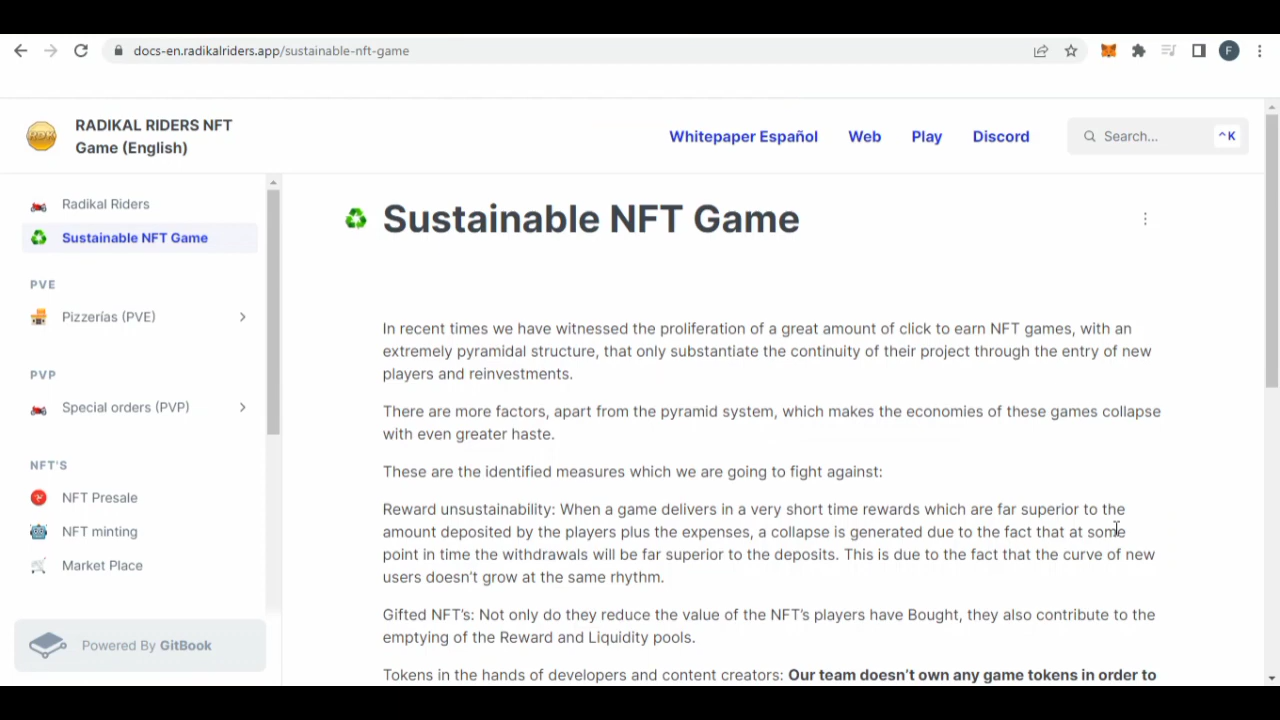 docs-en.radikalriders.app/sustainable-nft-game
F
RADIKAL RIDERS NFT
Game (English)
Whitepaper Español
Web
Play
Discord
Search...
^K
Radikal Riders
Sustainable NFT Game
PVE
Pizzerías (PVE)
PVP
Special orders (PVP)
NFT'S
NFT Presale
NFT minting
Market Place
Powered By GitBook
Sustainable NFT Game
In recent times we have witnessed the proliferation of a great amount of click to earn NFT games, with an
extremely pyramidal structure, that only substantiate the continuity of their project through the entry of new
players and reinvestments.
There are more factors, apart from the pyramid system, which makes the economies of these games collapse
with even greater haste.
These are the identified measures which we are going to fight against:
Reward unsustainability: When a game delivers in a very short time rewards which are far superior to the
amount deposited by the players plus the expenses, a collapse is generated due to the fact that at some
point in time the withdrawals will be far superior to the deposits. This is due to the fact that the curve of new
users doesn't grow at the same rhythm.
Gifted NFT's: Not only do they reduce the value of the NFT's players have Bought, they also contribute to the
emptying of the Reward and Liquidity pools.
Tokens in the hands of developers and content creators: Our team doesn't own any game tokens in order to